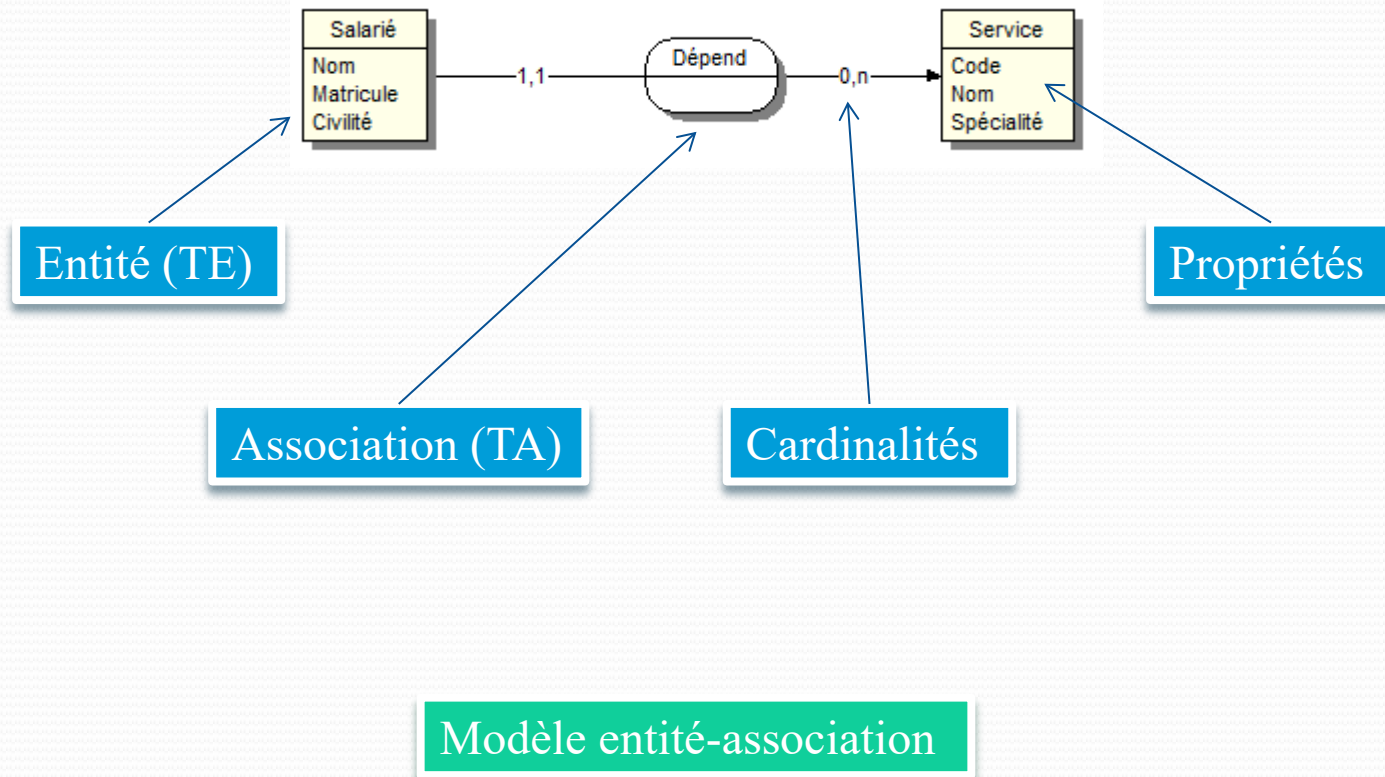 Salarié
Nom
Matricule
Civilité
1,1
Dépend
0,n
Service
Code
Nom
Spécialité
Entité (TE)
Propriétés
Association (TA)
Cardinalités
Modèle entité-association